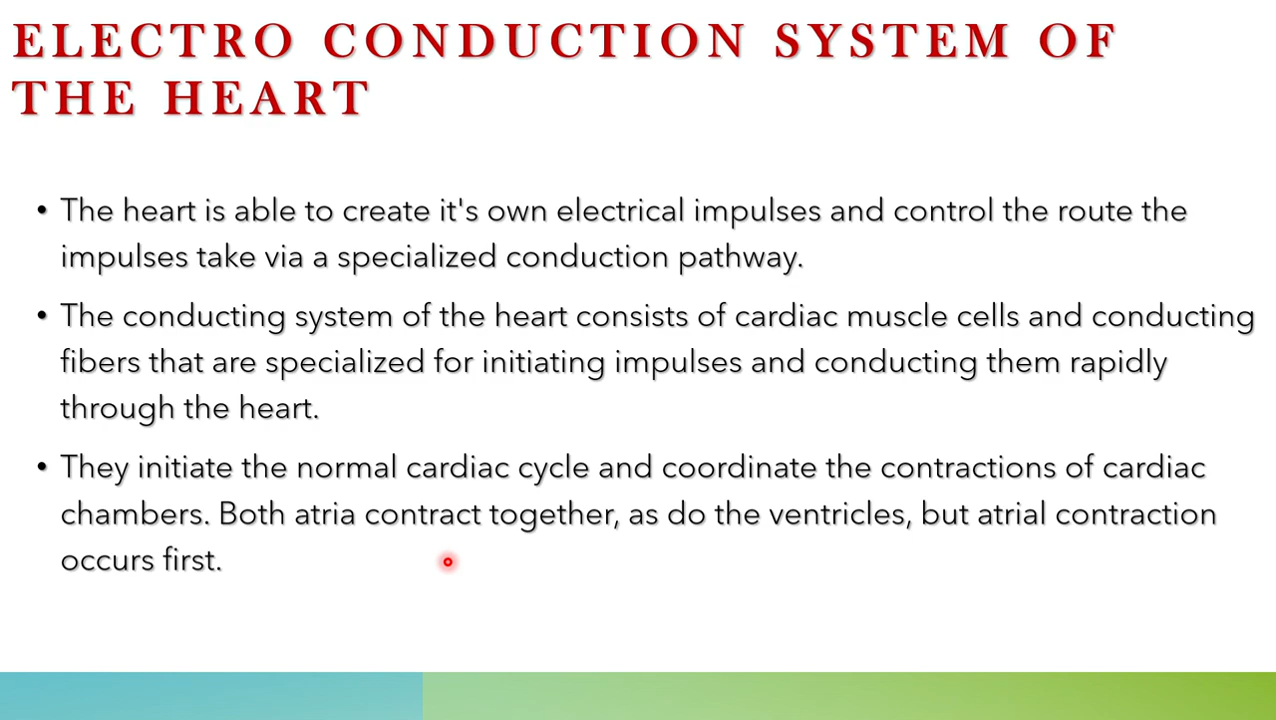 ELECTRO CONDUCTION SYSTEM OF
THE HEART
• The heart is able to create it's own electrical impulses and control the route the
impulses take via a specialized conduction pathway.
• The conducting system of the heart consists of cardiac muscle cells and conducting
fibers that are specialized for initiating impulses and conducting them rapidly
through the heart.
• They initiate the normal cardiac cycle and coordinate the contractions of cardiac
chambers. Both atria contract together, as do the ventricles, but atrial contraction
occurs first.